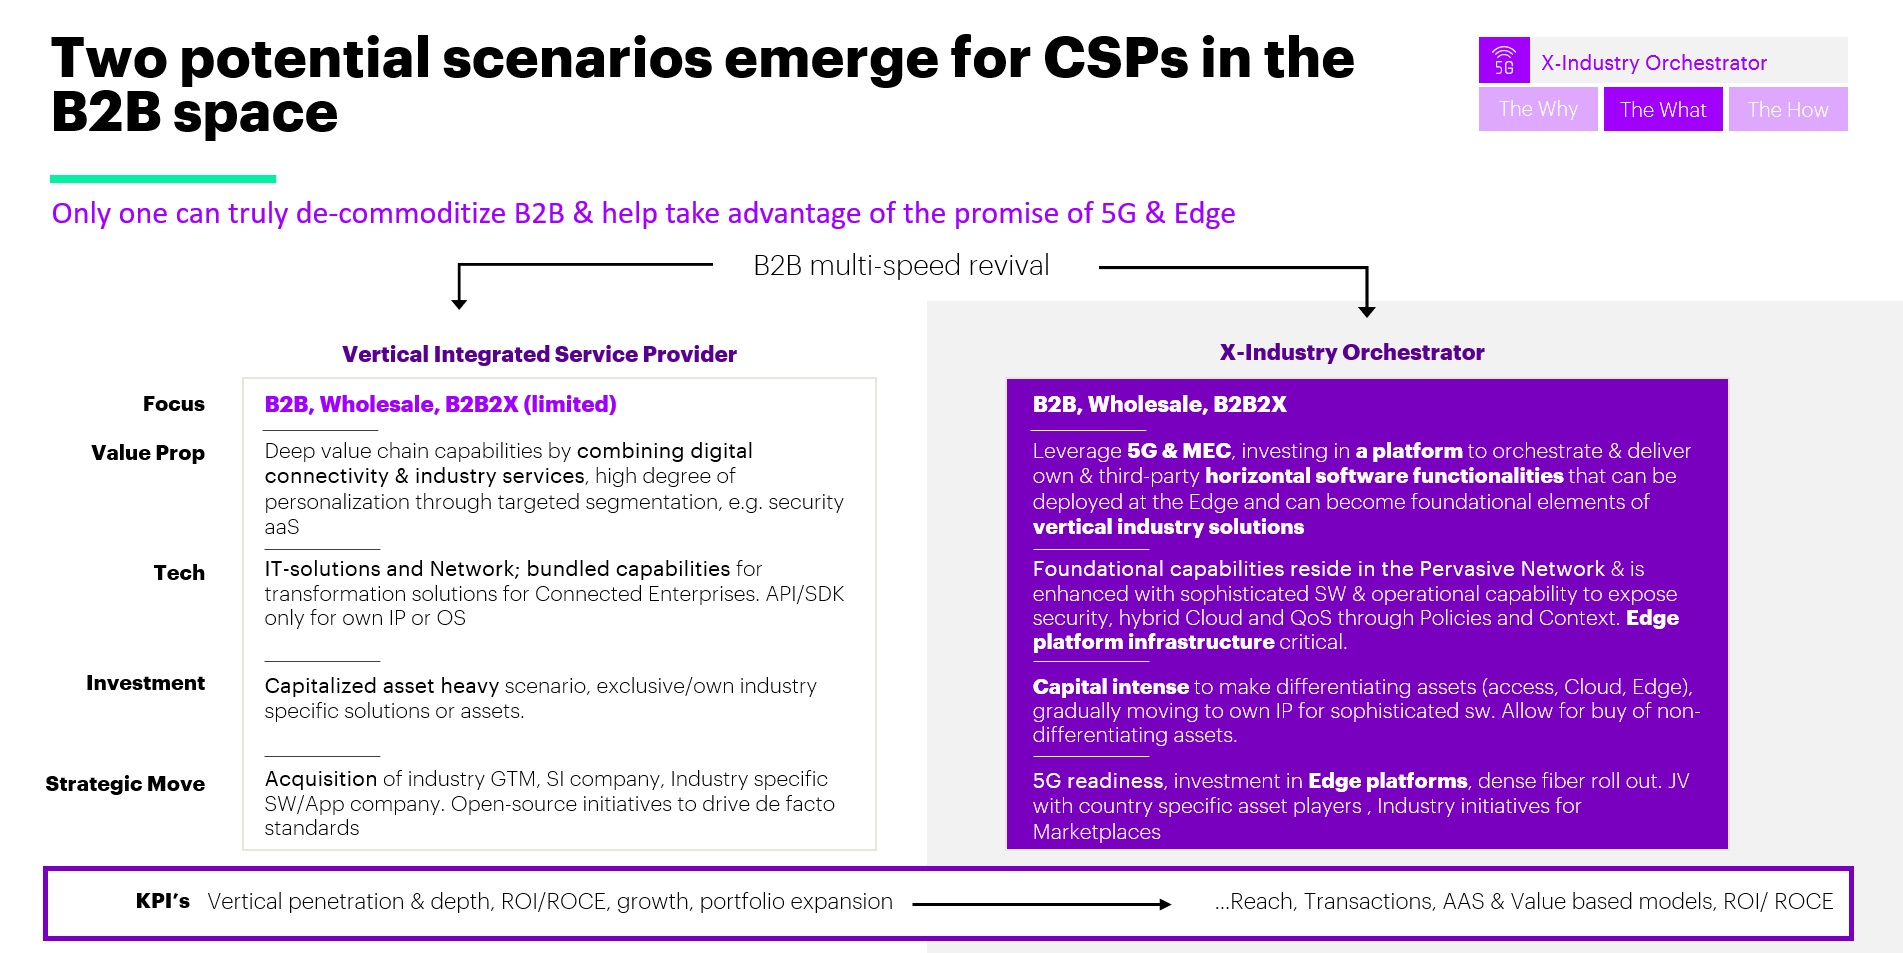 Two potential scenarios emerge for CSPs in the
B2B space
5G
X-Industry Orchestrator
The Why
The What
The How
Only one can truly de-commoditize B2B & help take advantage of the promise of 5G & Edge
B2B multi-speed revival
Vertical Integrated Service Provider
X-Industry Orchestrator
Focus
B2B, Wholesale, B2B2X (limited)
B2B, Wholesale, B2B2X
Value Prop
Deep value chain capabilities by combining digital
connectivity & industry services, high degree of
personalization through targeted segmentation, e.g. security
aaS
Leverage 5G & MEC, investing in a platform to orchestrate & deliver
own & third-party horizontal software functionalities that can be
deployed at the Edge and can become foundational elements of
vertical industry solutions
Tech
IT-solutions and Network; bundled capabilities for
transformation solutions for Connected Enterprises. API/SDK
only for own IP or OS
Foundational capabilities reside in the Pervasive Network & is
enhanced with sophisticated SW & operational capability to expose
security, hybrid Cloud and QoS through Policies and Context. Edge
platform infrastructure critical.
Investment
Capitalized asset heavy scenario, exclusive/own industry
specific solutions or assets.
Capital intense to make differentiating assets (access, Cloud, Edge),
gradually moving to own IP for sophisticated sw. Allow for buy of non-
differentiating assets.
Strategic Move
Acquisition of industry GTM, SI company, Industry specific
SW/App company. Open-source initiatives to drive de facto
standards
5G readiness, investment in Edge platforms, dense fiber roll out. JV
with country specific asset players , Industry initiatives for
Marketplaces
KPI's
Vertical penetration & depth, ROI/ROCE, growth, portfolio expansion
...Reach, Transactions, AAS & Value based models, ROI/ ROCE